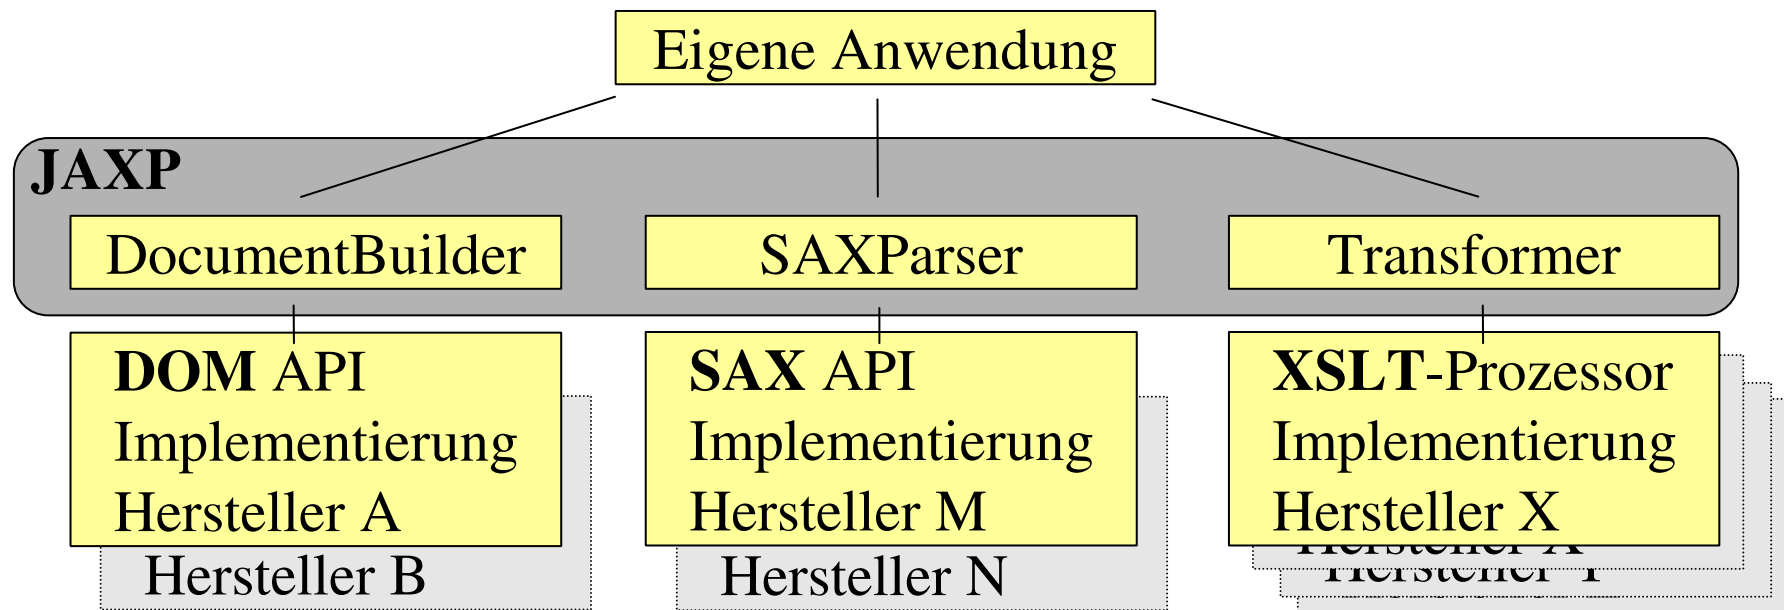 Eigene Anwendung
JAXP
DocumentBuilder
SAXParser
Transformer
DOM API
Implementierung
Hersteller A
Hersteller B
SAX API
Implementierung
Hersteller M
Hersteller N
XSLT-Prozessor
Implementierung
Hersteller X